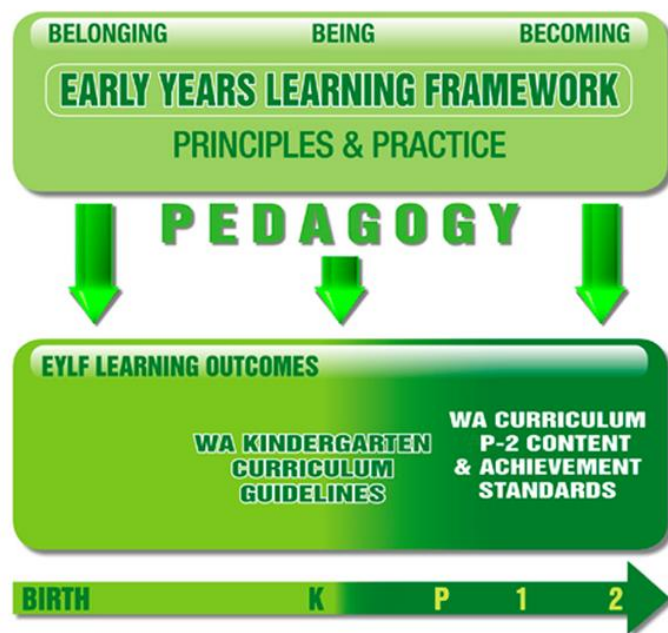 BELONGING BEING BECOMING
EARLY YEARS LEARNING FRAMEWORK
PRINCIPLES & PRACTICE
PEDAGOGY
EYLF LEARNING OUTCOMES
WA KINDERGARTEN
CURRICULUM
GUIDELINES
WA CURRICULUM
P-2 CONTENT
& ACHIEVEMENT
STANDARDS
BIRTH K P 1 2